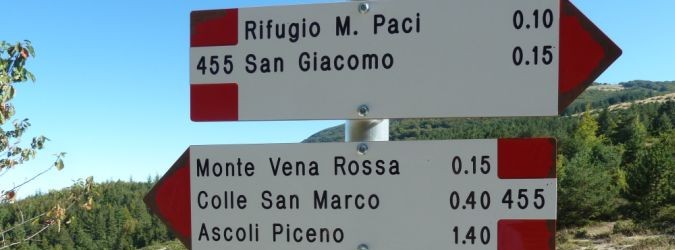 Rifugio M. Paci 0.10
455 San Giacomo 0.15
Monte Vena Rossa 0.15
Colle San Marco 0.40 455
Ascoli Piceno 1.40